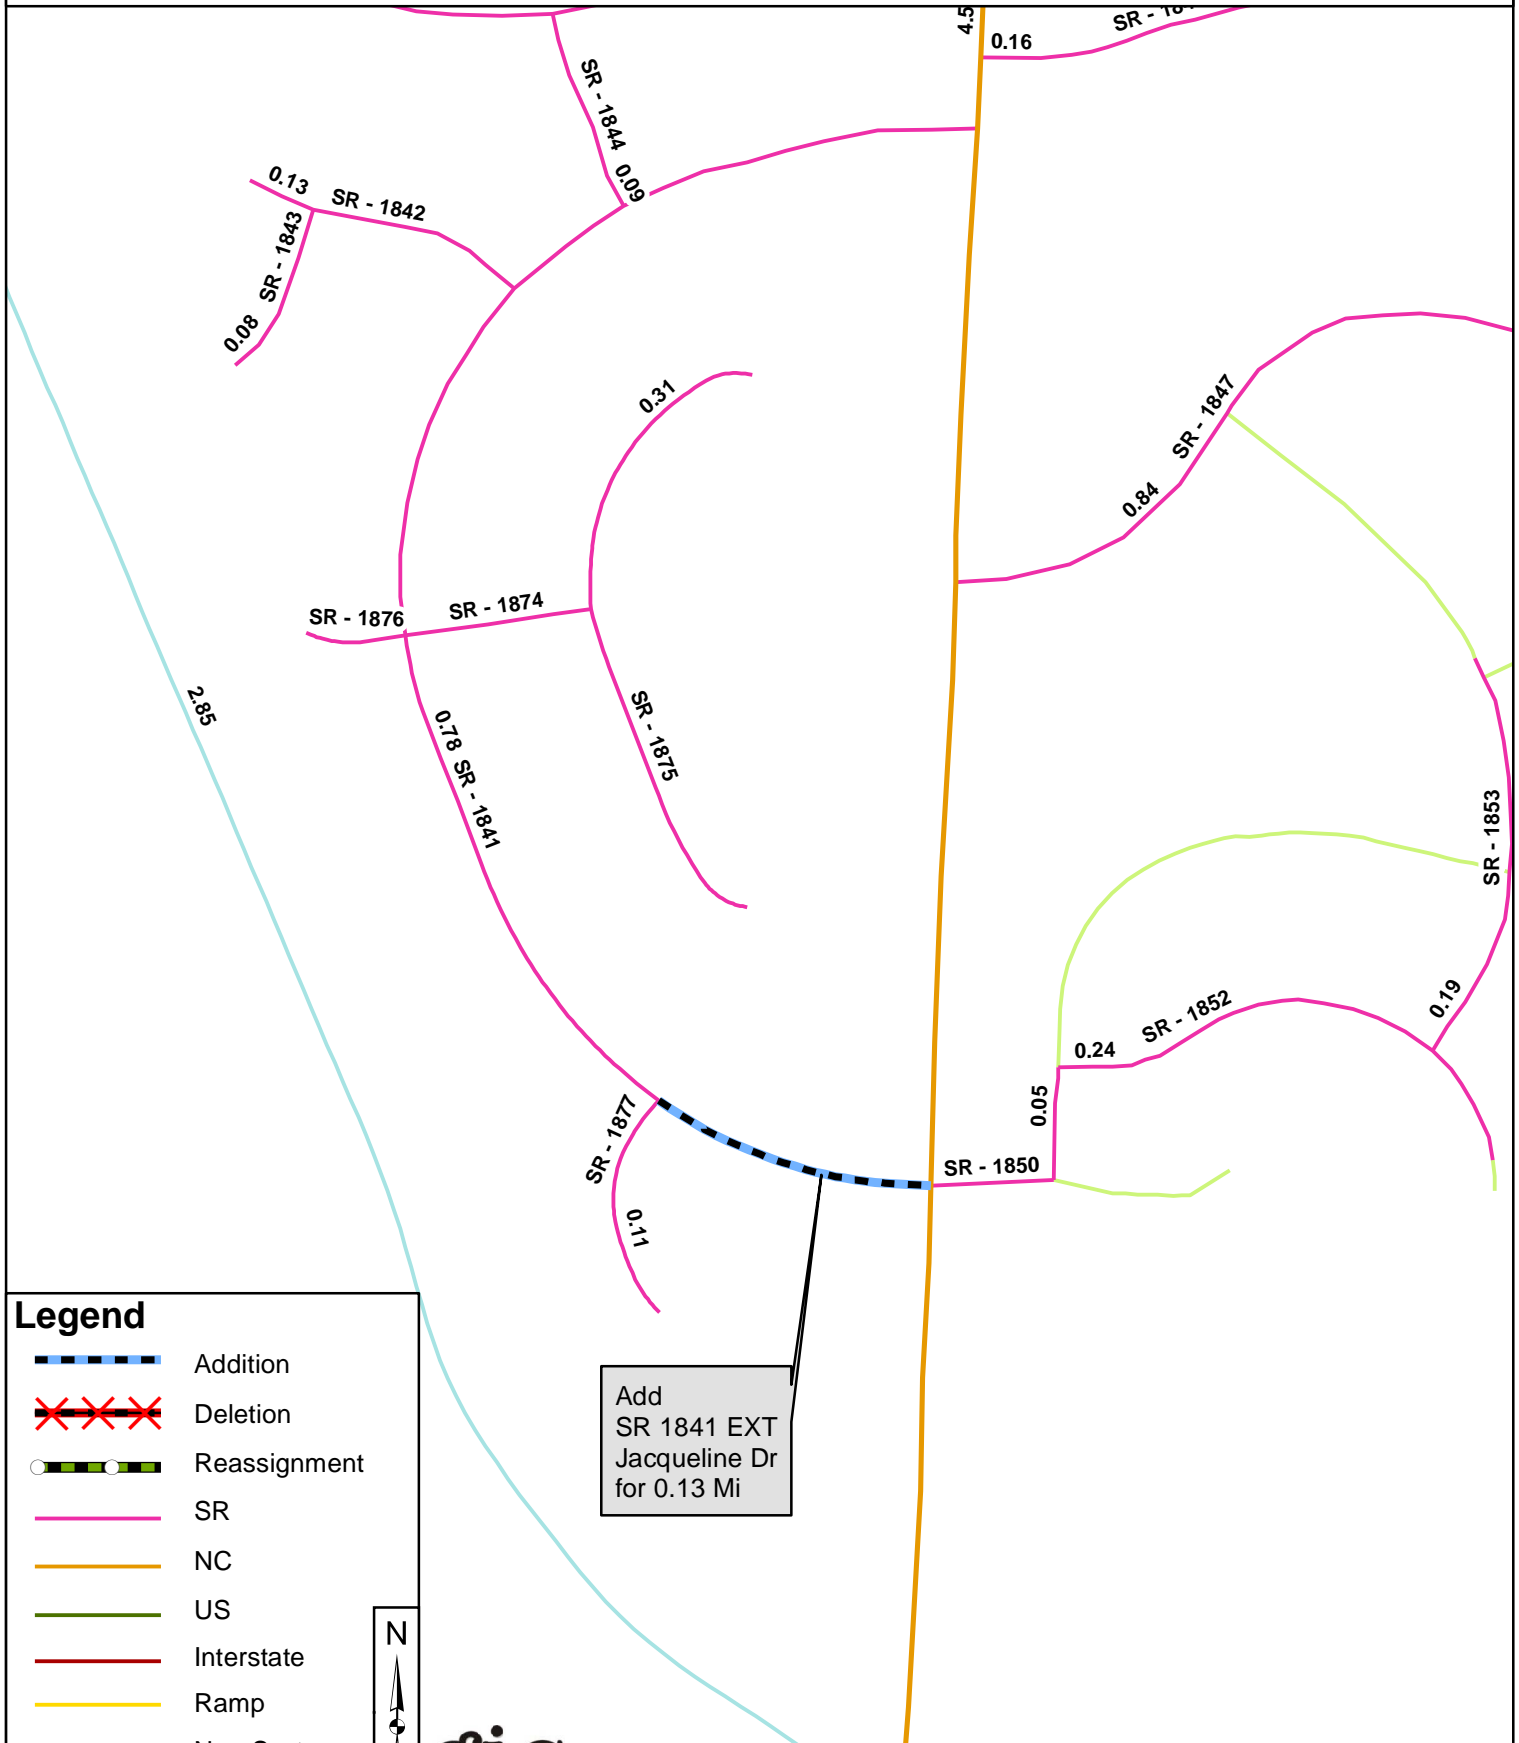 4.5
0.16
SR - 1844 0.09
0.13
SR - 1842
SR - 1843
0.08
0.31
SR - 1847
0.84
SR - 1876
SR - 1874
2.85
0.78 SR - 1841
SR - 1875
SR - 1853
0.19
SR - 1852
0.24
0.05
SR - 1877
SR - 1850
0.11
Add
SR 1841 EXT
Jacqueline Dr
for 0.13 Mi
Legend
Addition
Deletion
Reassignment
SR
NC
US
Interstate
Ramp
N